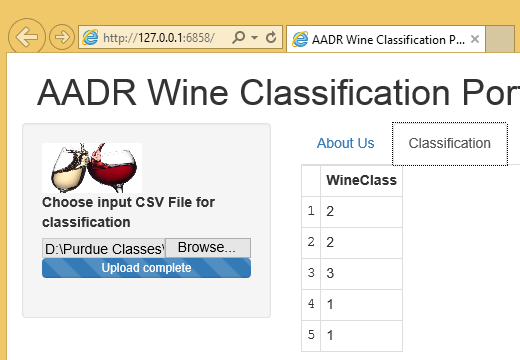 http://127.0.0.1:6858/
AADR Wine Classification P...
AADR Wine Classification Por
About Us
Classification
Choose input CSV File for
classification
D:\Purdue Classes\
Browse...
Upload complete
WineClass
1 2
2 2
3 3
4 1
5 1